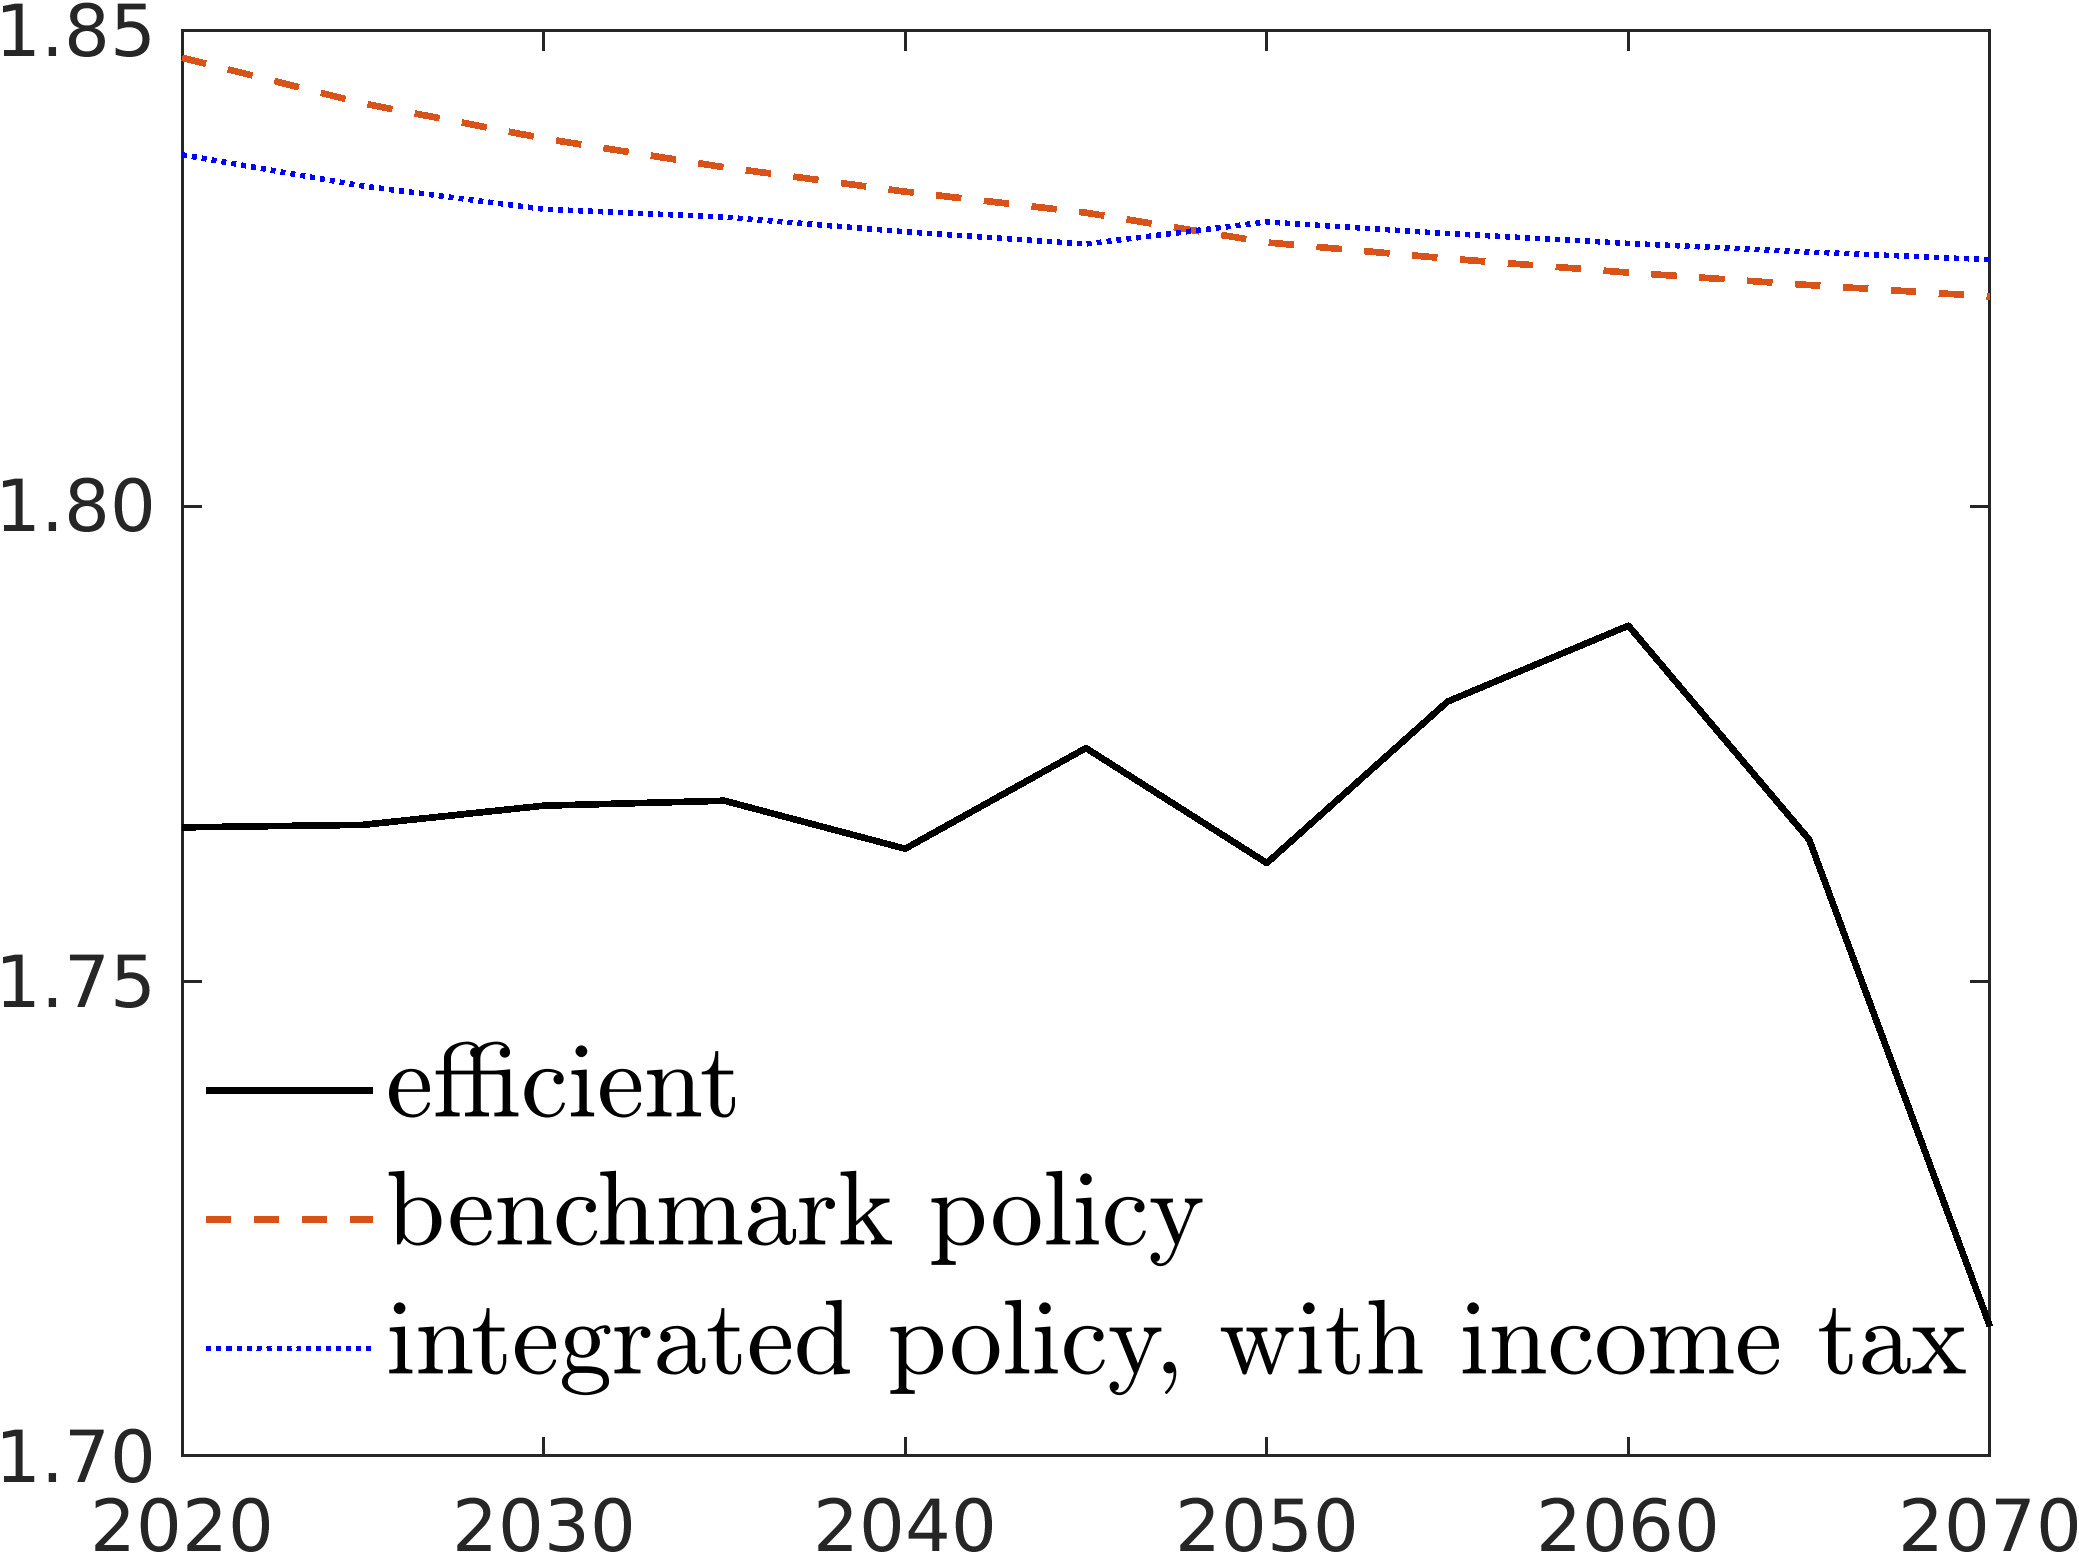 1.85
1.80
1.75
1.70
efficient
benchmark policy
integrated policy, with income tax
2020 2030 2040 2050 2060 2070